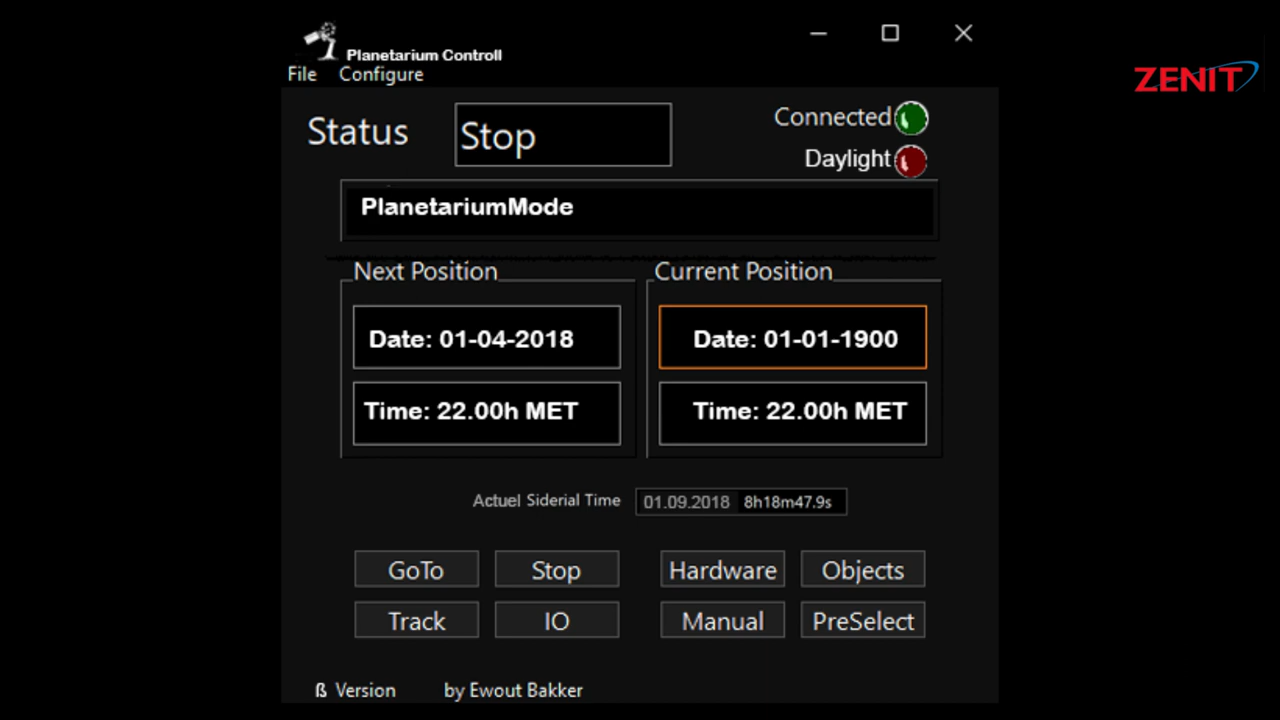 Planetarium Controll
File Configure
ZENIT
Status Stop
Connected
Daylight
PlanetariumMode
Next Position
Date: 01-04-2018
Time: 22.00h MET
Current Position
Date: 01-01-1900
Time: 22.00h MET
Actuel Siderial Time 01.09.2018 8h18m47.9s
GoTo Stop Hardware Objects
Track IO Manual PreSelect
ß Version by Ewout Bakker